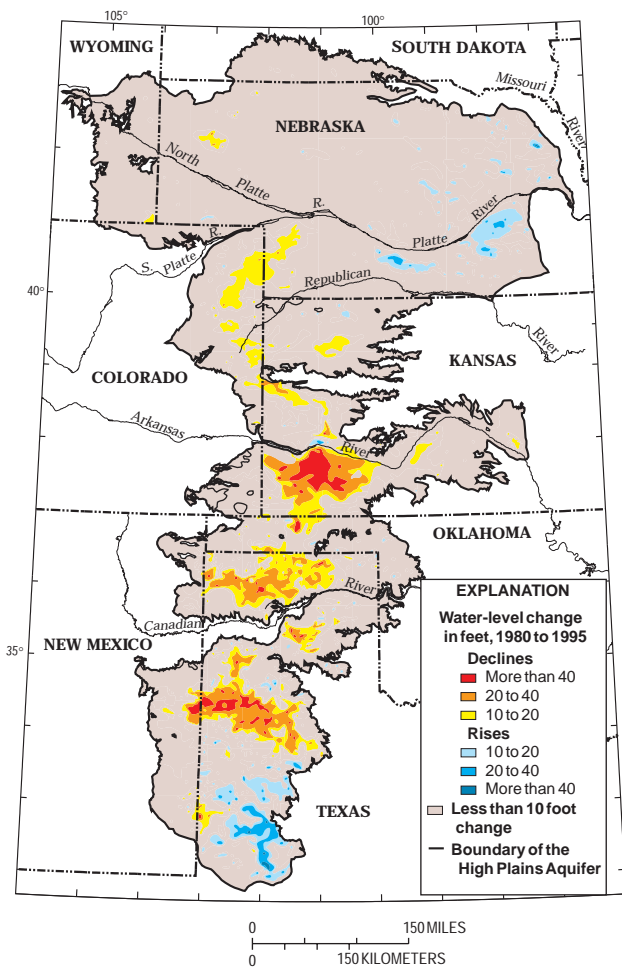 105°
100°
WYOMING
SOUTH DAKOTA
Missouri
River
NEBRASKA
North
Platte
R.
Platte
River
S. Platte R.
Republican
River
40°
COLORADO
KANSAS
Arkansas
River
OKLAHOMA
River
Canadian
NEW MEXICO
35°
TEXAS
EXPLANATION
Water-level change
in feet, 1980 to 1995
Declines
More than 40
20 to 40
10 to 20
Rises
10 to 20
20 to 40
More than 40
Less than 10 foot
change
Boundary of the
High Plains Aquifer
0 150 MILES
0 150 KILOMETERS